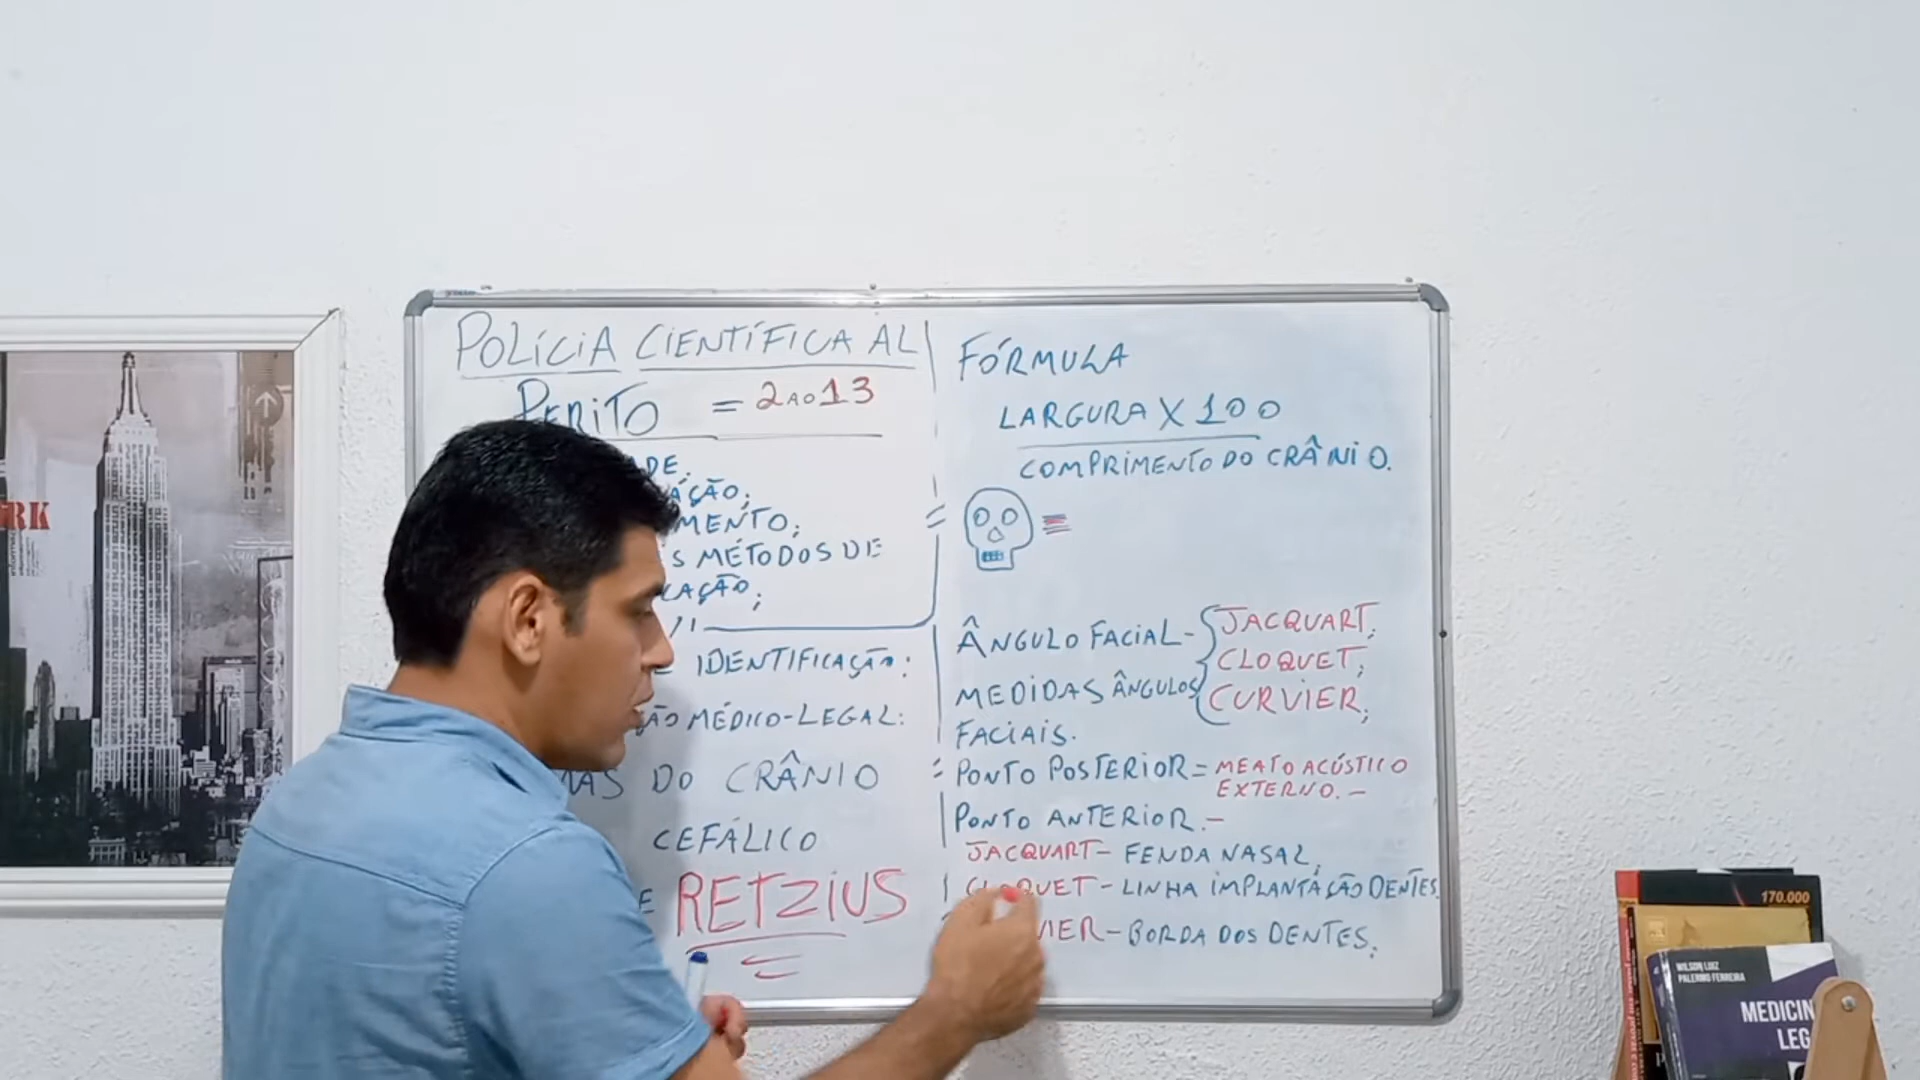 POLÍCIA CIENTÍFICA AL
PERITO = 2 AO 13
DE.
AÇÃO;
MENTO;
S MÉTODOS DE
CAÇÃO;
IDENTIFICAÇÃO:
ÃO MÉDICO-LEGAL:
MAS DO CRÂNIO
CEFÁLICO
E RETZIUS
FÓRMULA
LARGURA X 100
COMPRIMENTO DO CRÂNIO.
ÂNGULO FACIAL-
MEDIDAS ÂNGULOS
FACIAIS.
JACQUART;
CLOQUET;
CURVIER;
PONTO POSTERIOR = MEATO ACÚSTICO
EXTERNO. -
PONTO ANTERIOR. -
JACQUART - FENDA NASAL;
CLOQUET - LINHA IMPLANTAÇÃO DENTES.
VIER - BORDA DOS DENTES.
RK
170.000
WILSON LUIZ
PALERMO FERREIRA
MEDICIN
LEG